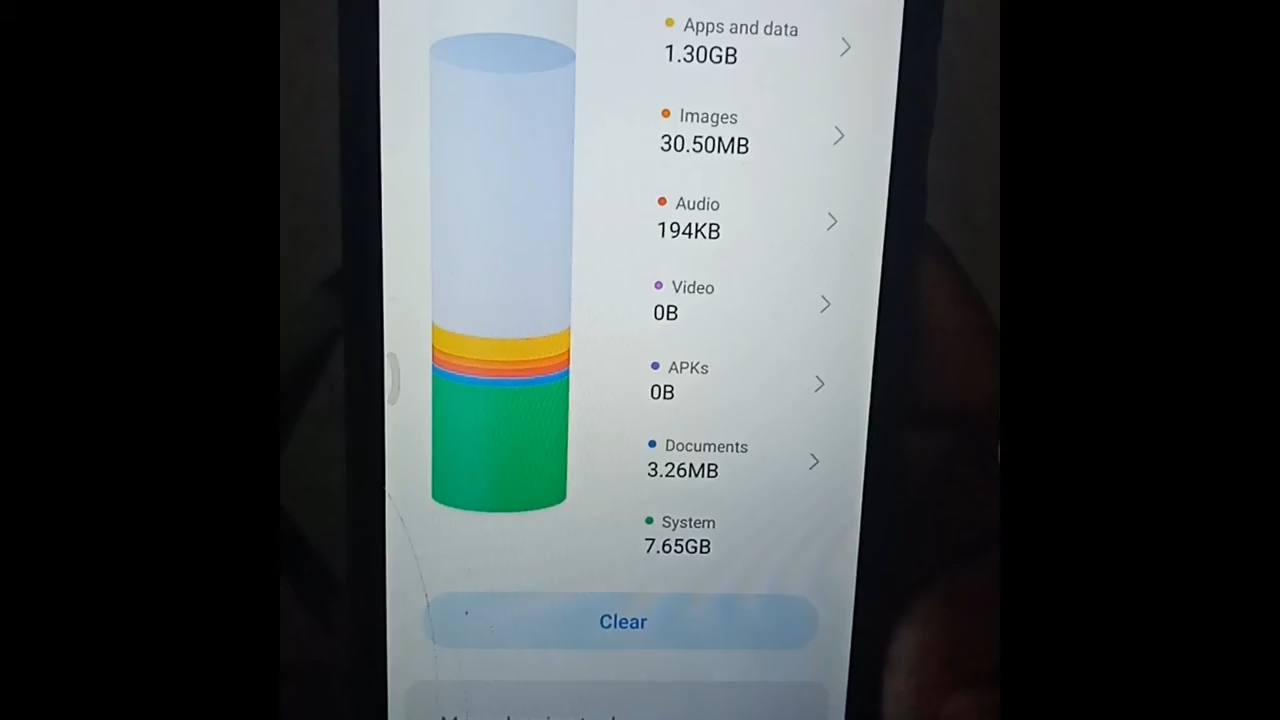 Apps and data
1.30GB
Images
30.50MB
Audio
194KB
Video
0B
APKs
0B
Documents
3.26MB
System
7.65GB
Clear